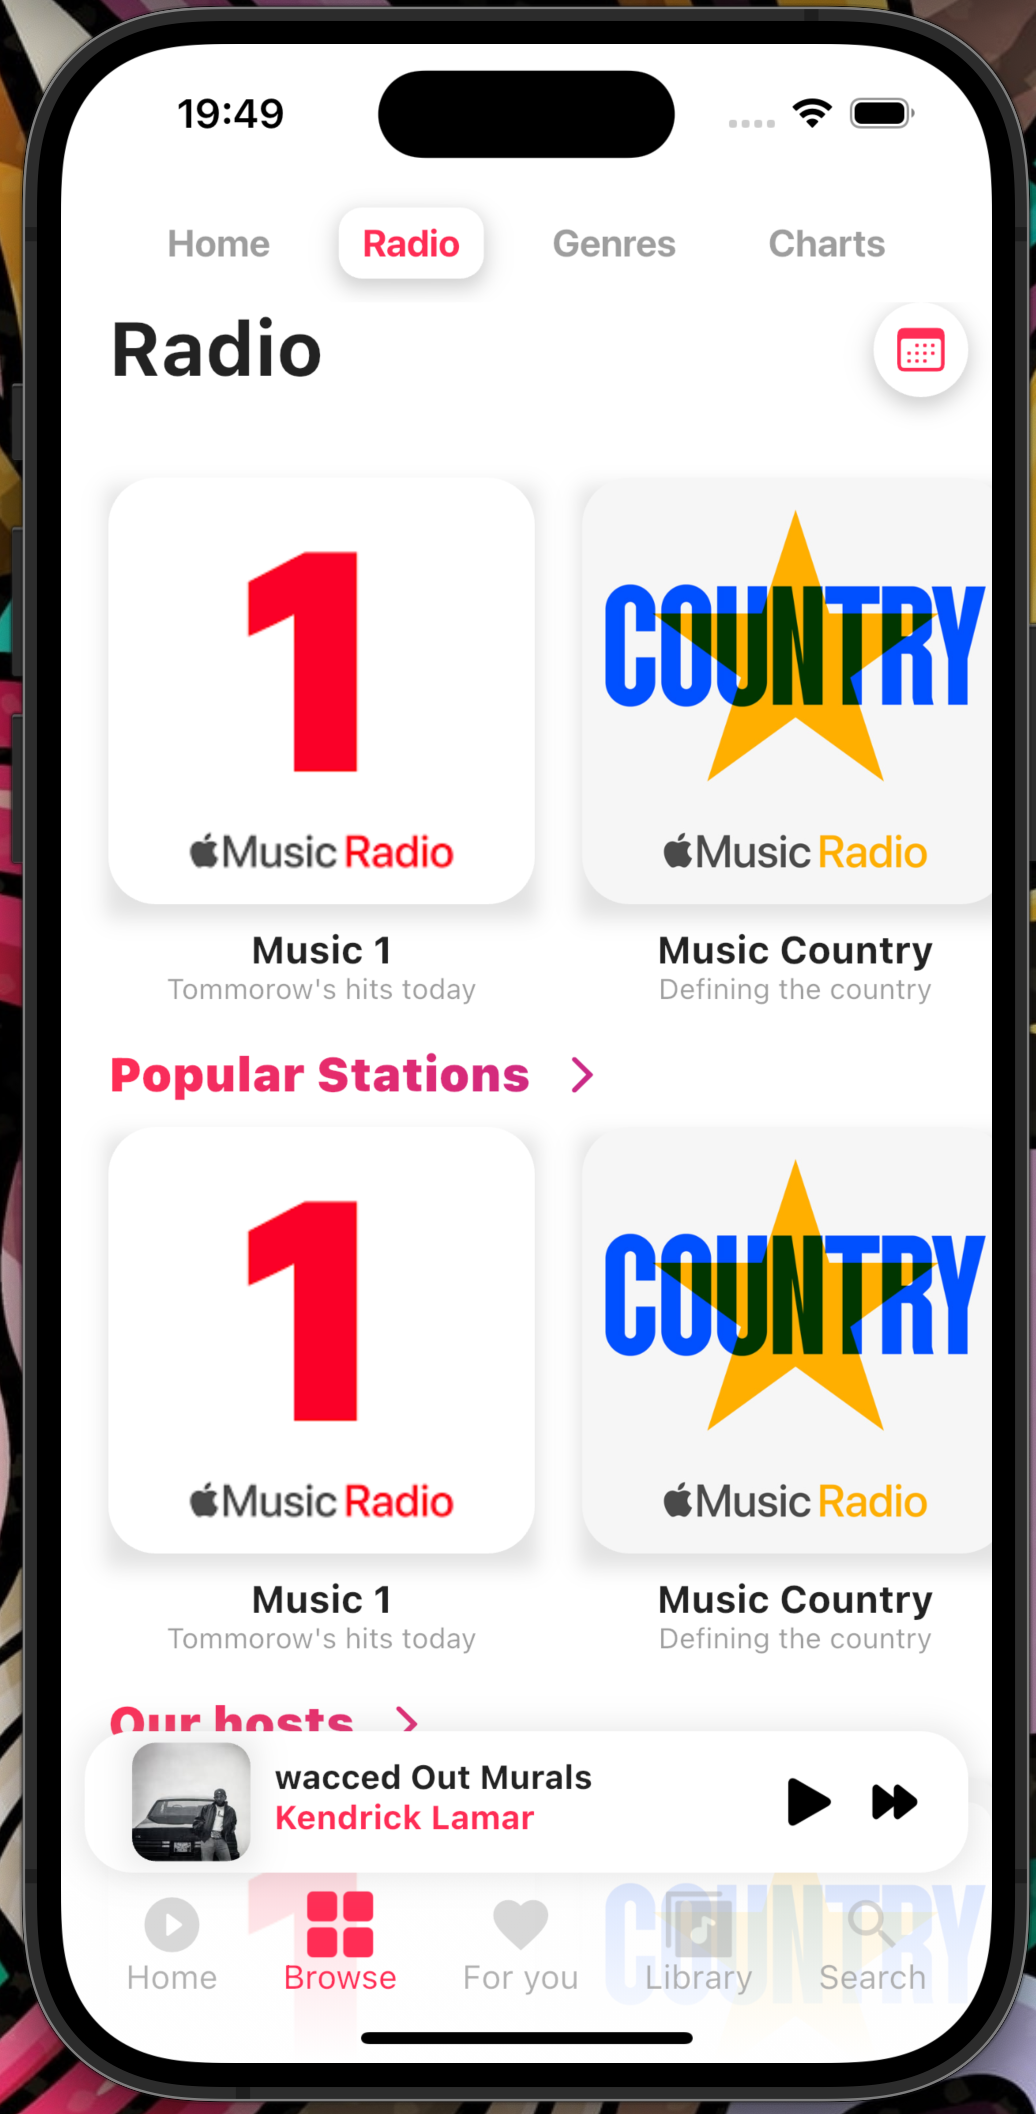 19:49
Home Radio Genres Charts
Radio
1
Music Radio
COUNTRY
Music Radio
Music 1
Tommorow's hits today
Music Country
Defining the country
Popular Stations
1
Music Radio
COUNTRY
Music Radio
Music 1
Tommorow's hits today
Music Country
Defining the country
Our hosts
wacced Out Murals
Kendrick Lamar
1
COUNTRY
Home Browse For you Library Search